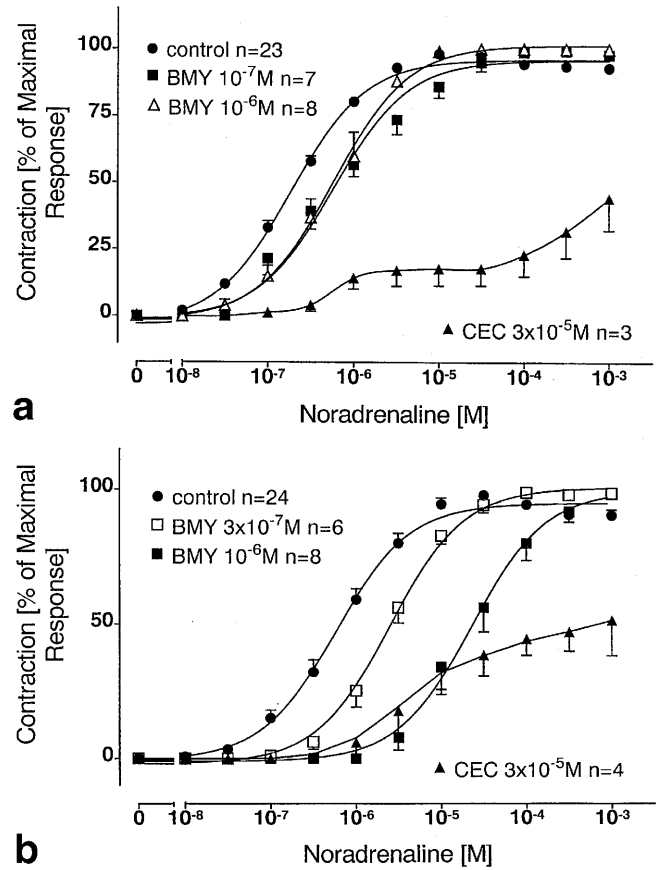 100
75
50
25
0
Contraction [% of Maximal
Response]
control n=23
BMY 10⁻⁷M n=7
BMY 10⁻⁶M n=8
CEC 3x10⁻⁵M n=3
0 10⁻⁸ 10⁻⁷ 10⁻⁶ 10⁻⁵ 10⁻⁴ 10⁻³
a
Noradrenaline [M]
100
50
0
Contraction [% of Maximal
Response]
control n=24
BMY 3x10⁻⁷M n=6
BMY 10⁻⁶M n=8
CEC 3x10⁻⁵M n=4
0 10⁻⁸ 10⁻⁷ 10⁻⁶ 10⁻⁵ 10⁻⁴ 10⁻³
b
Noradrenaline [M]